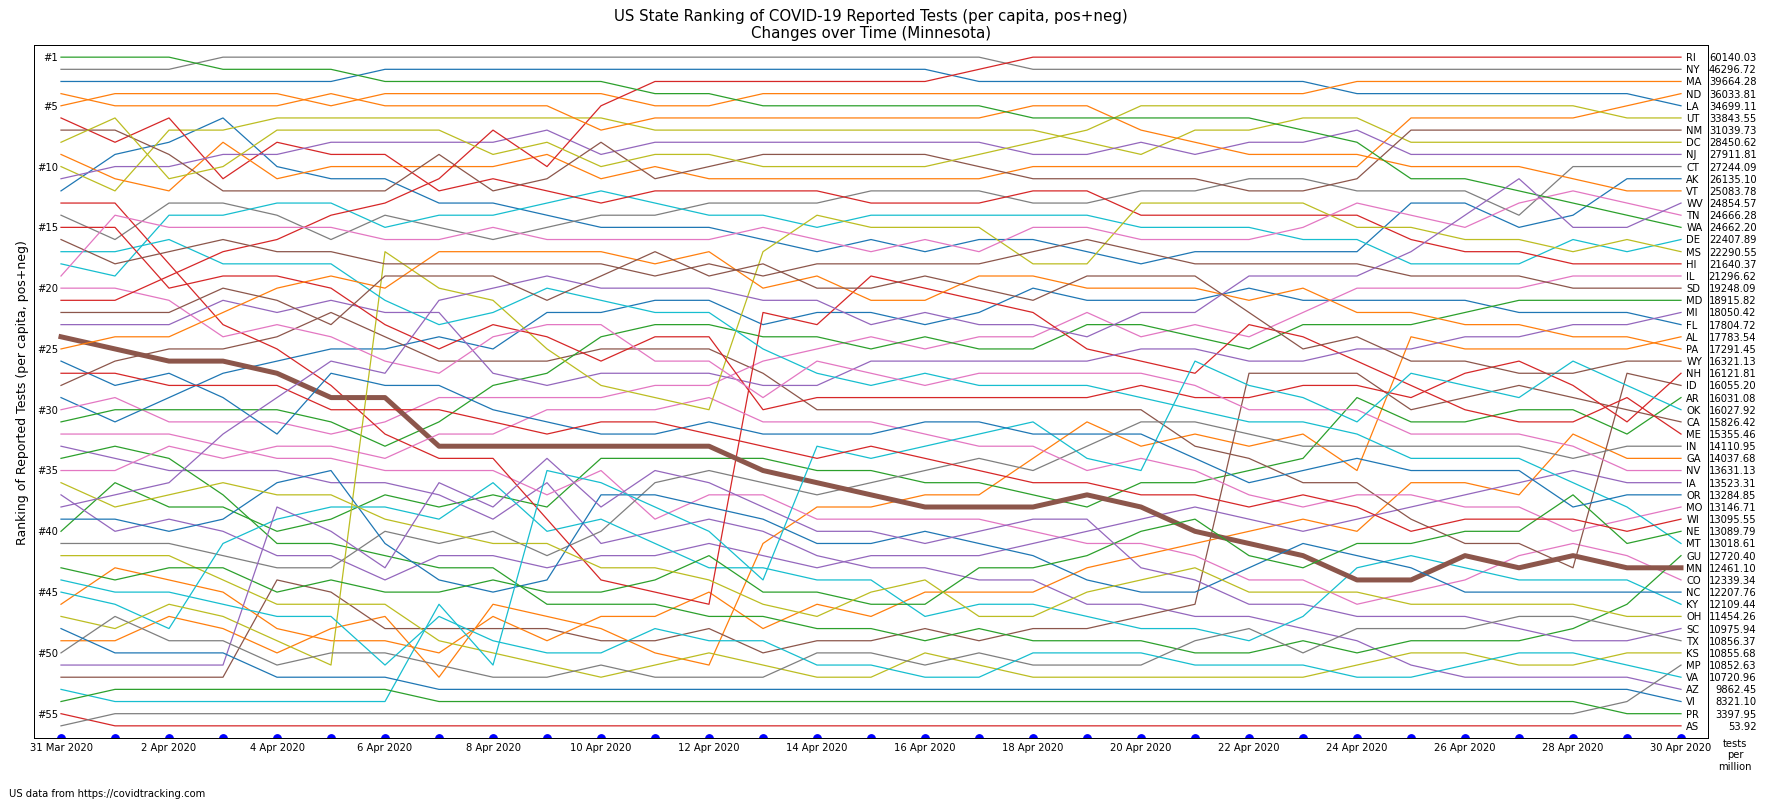 US State Ranking of COVID-19 Reported Tests (per capita, pos+neg)
Changes over Time (Minnesota)
Ranking of Reported Tests (per capita, pos+neg)
#1
#5
#10
#15
#20
#25
#30
#35
#40
#45
#50
#55
RI 60140.03
NY 46296.72
MA 39664.28
ND 36033.81
LA 34699.11
UT 33843.55
NM 31039.73
DC 28450.62
NJ 27911.81
CT 27244.09
AK 26135.10
VT 25083.78
WV 24854.57
TN 24666.28
WA 24662.20
DE 22407.89
MS 22290.55
HI 21640.37
IL 21296.62
SD 19248.09
MD 18915.82
MI 18050.42
FL 17804.72
AL 17783.54
PA 17291.45
WY 16321.13
NH 16121.81
ID 16055.20
AR 16031.08
OK 16027.92
CA 15826.42
ME 15355.46
IN 14110.95
GA 14037.68
NV 13631.13
IA 13523.31
OR 13284.85
MO 13146.71
WI 13095.55
NE 13089.79
MT 13018.61
GU 12720.40
MN 12461.10
CO 12339.34
NC 12207.76
KY 12109.44
OH 11454.26
SC 10975.94
TX 10856.37
KS 10855.68
MP 10852.63
VA 10720.96
AZ 9862.45
VI 8321.10
PR 3397.95
AS 53.92
31 Mar 2020 2 Apr 2020 4 Apr 2020 6 Apr 2020 8 Apr 2020 10 Apr 2020 12 Apr 2020 14 Apr 2020 16 Apr 2020 18 Apr 2020 20 Apr 2020 22 Apr 2020 24 Apr 2020 26 Apr 2020 28 Apr 2020 30 Apr 2020
tests
per
million
US data from https://covidtracking.com